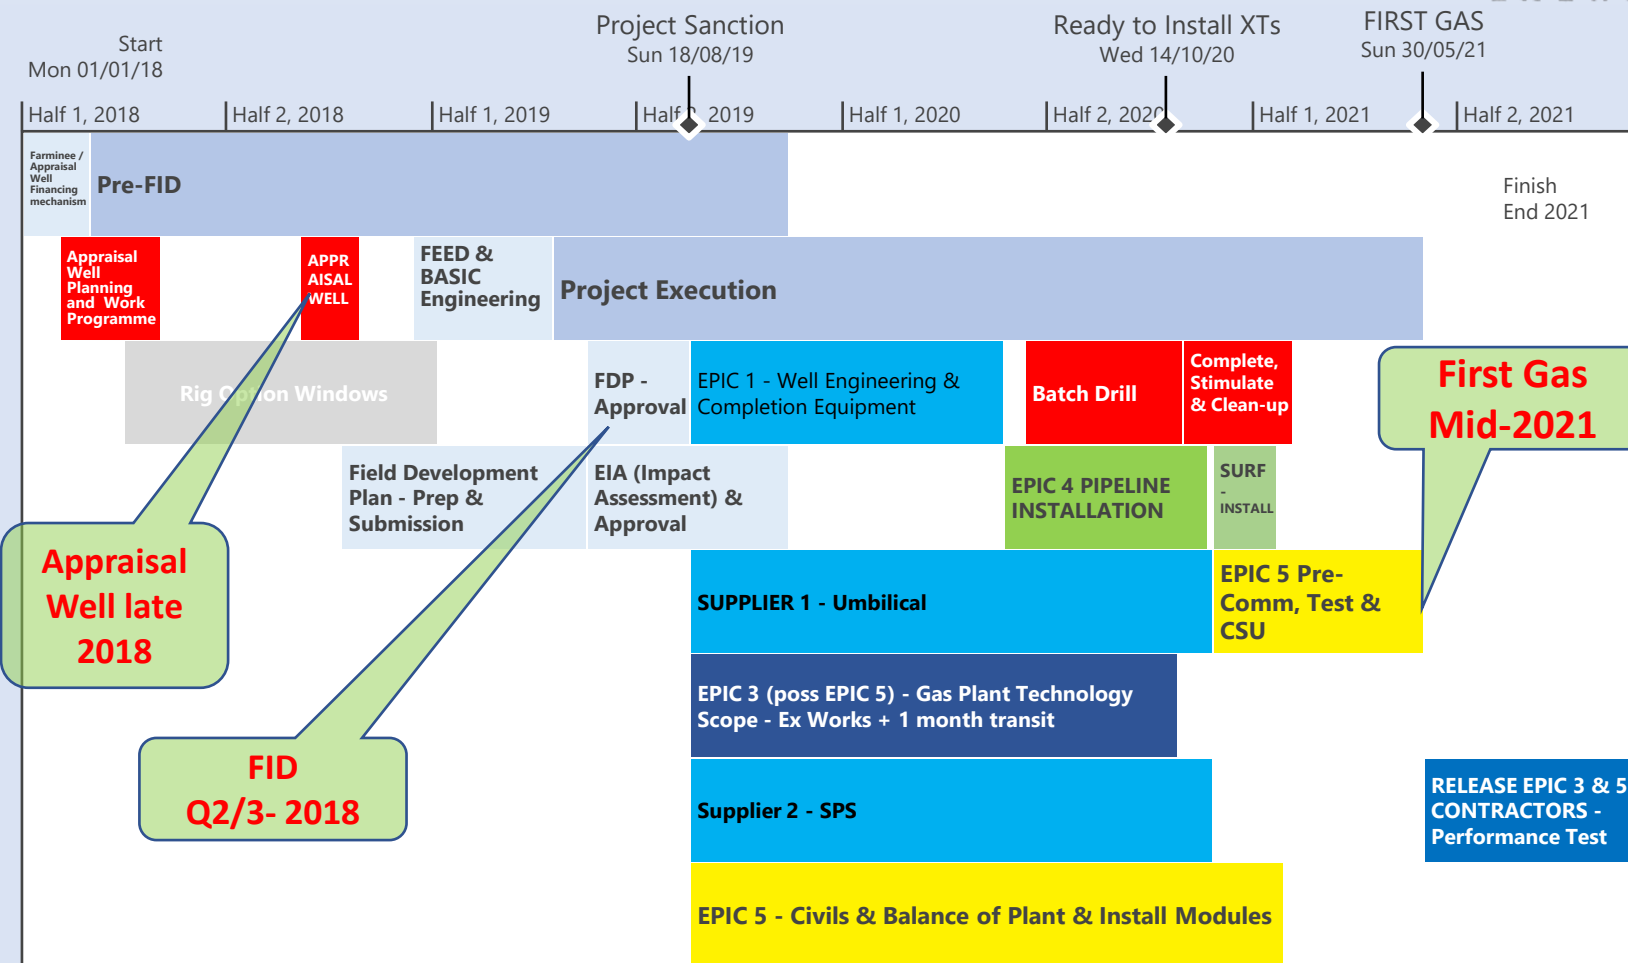 Start
Mon 01/01/18
Project Sanction
Sun 18/08/19
Ready to Install XTs
Wed 14/10/20
FIRST GAS
Sun 30/05/21
Half 1, 2018
Half 2, 2018
Half 1, 2019
Half 2, 2019
Half 1, 2020
Half 2, 2020
Half 1, 2021
Half 2, 2021
Farminee /
Appraisal
Well
Financing
mechanism
Pre-FID
Finish
End 2021
Appraisal
Well
Planning
and Work
Programme
APPR
AISAL
WELL
FEED &
BASIC
Engineering
Project Execution
Rig Option Windows
FDP -
Approval
EPIC 1 - Well Engineering &
Completion Equipment
Batch Drill
Complete,
Stimulate
& Clean-up
First Gas
Mid-2021
Field Development
Plan - Prep &
Submission
EIA (Impact
Assessment) &
Approval
EPIC 4 PIPELINE
INSTALLATION
SURF
-
INSTALL
Appraisal
Well late
2018
SUPPLIER 1 - Umbilical
EPIC 5 Pre-
Comm, Test &
CSU
EPIC 3 (poss EPIC 5) - Gas Plant Technology
Scope - Ex Works + 1 month transit
FID
Q2/3- 2018
Supplier 2 - SPS
RELEASE EPIC 3 & 5
CONTRACTORS -
Performance Test
EPIC 5 - Civils & Balance of Plant & Install Modules